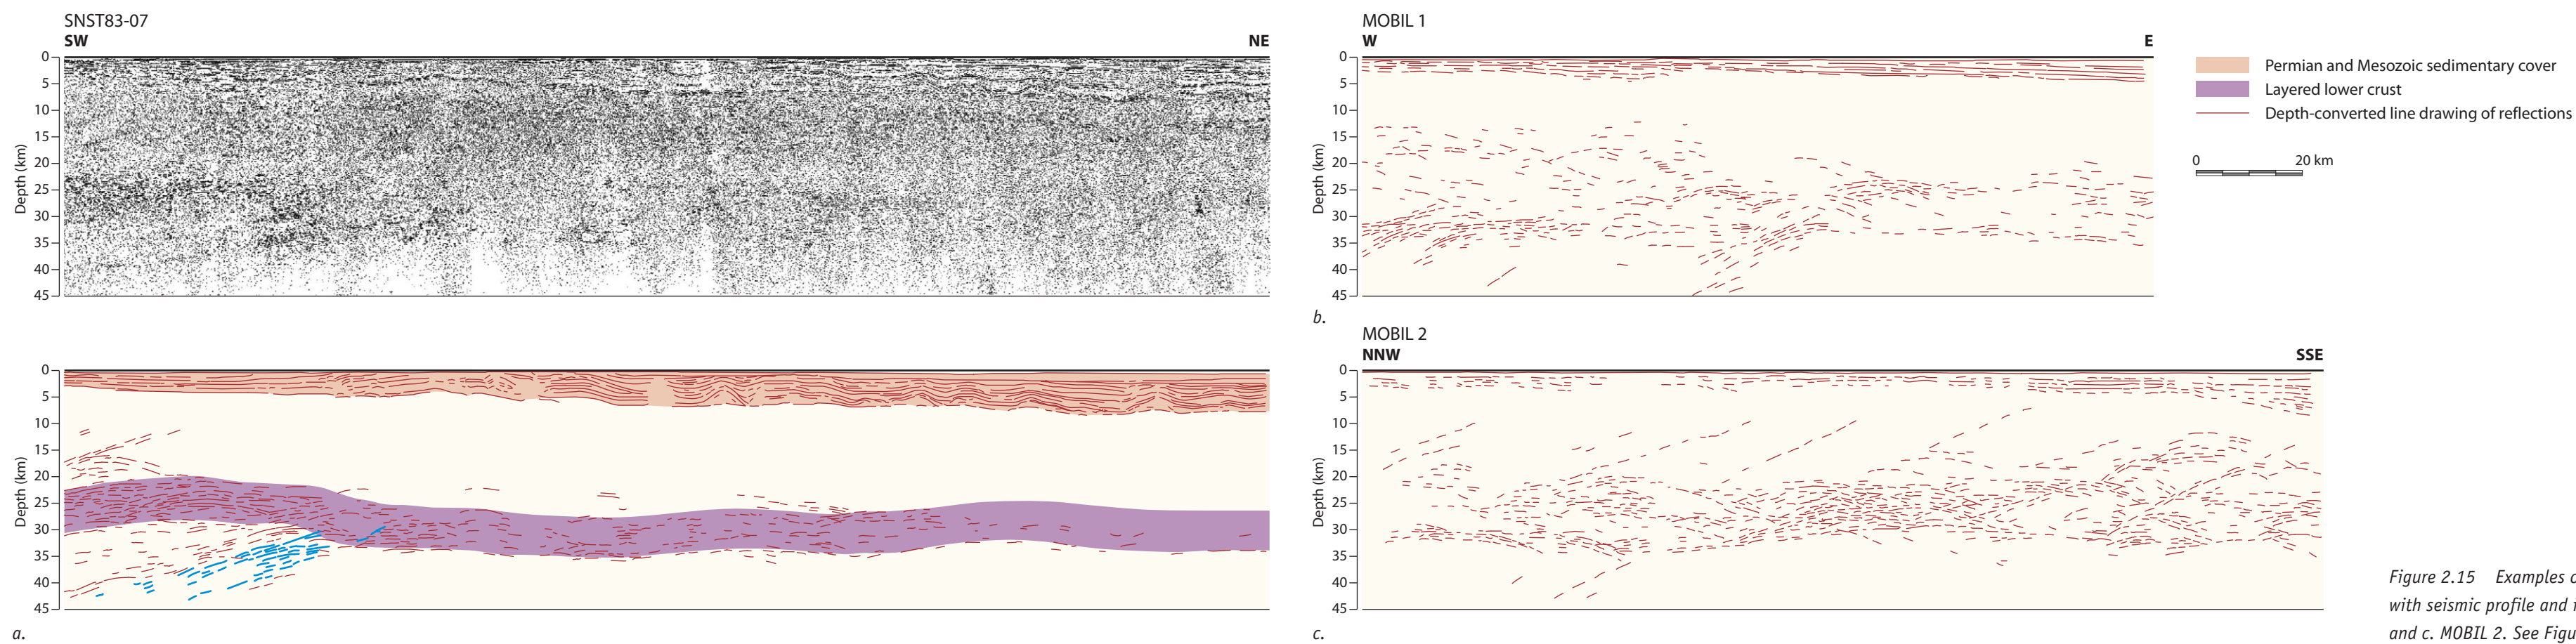 SNST83-07
SW NE
0
5
10
15
20
25
30
35
40
45
Depth (km)
0
5
10
15
20
25
30
35
40
45
Depth (km)
a.
MOBIL 1
W E
0
5
10
15
20
25
30
35
40
45
Depth (km)
b.
MOBIL 2
NNW SSE
0
5
10
15
20
25
30
35
40
45
Depth (km)
c.
Permian and Mesozoic sedimentary cover
Layered lower crust
Depth-converted line drawing of reflections
0 20 km
Figure 2.15 Examples
with seismic profile and
and c. MOBIL 2. See